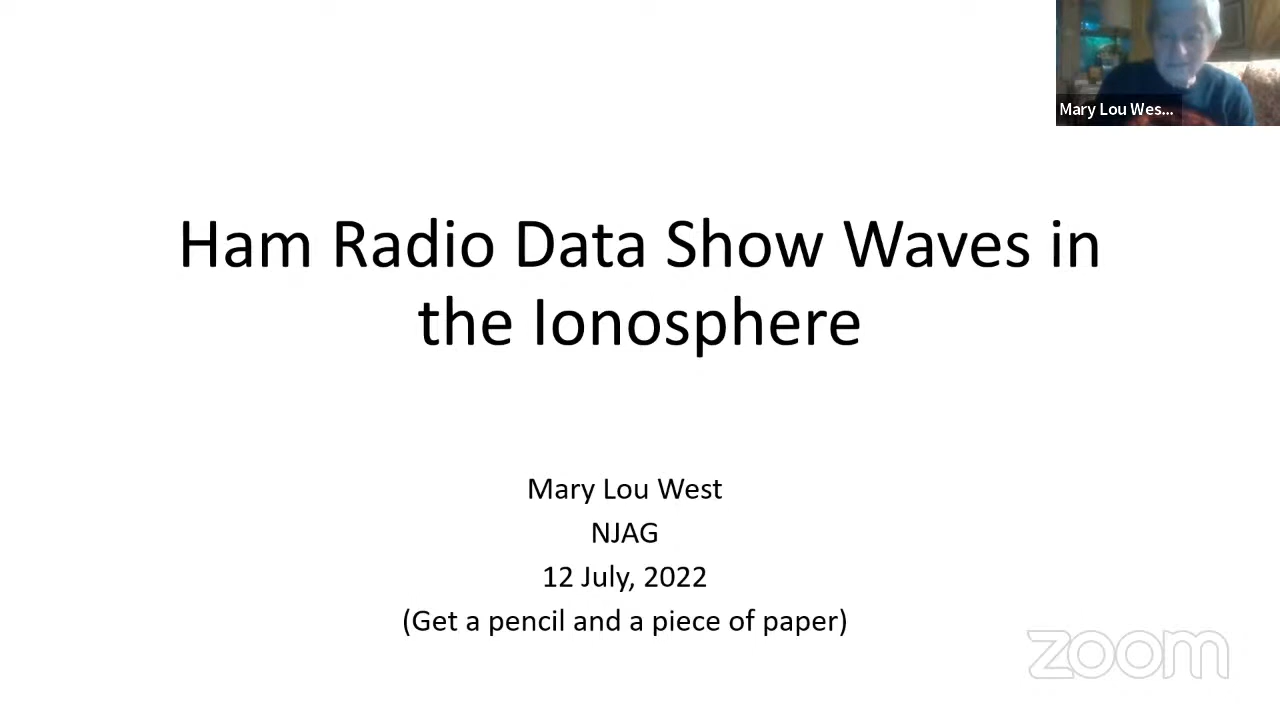 Mary Lou Wes...
Ham Radio Data Show Waves in
the Ionosphere
Mary Lou West
NJAG
12 July, 2022
(Get a pencil and a piece of paper)
zoom